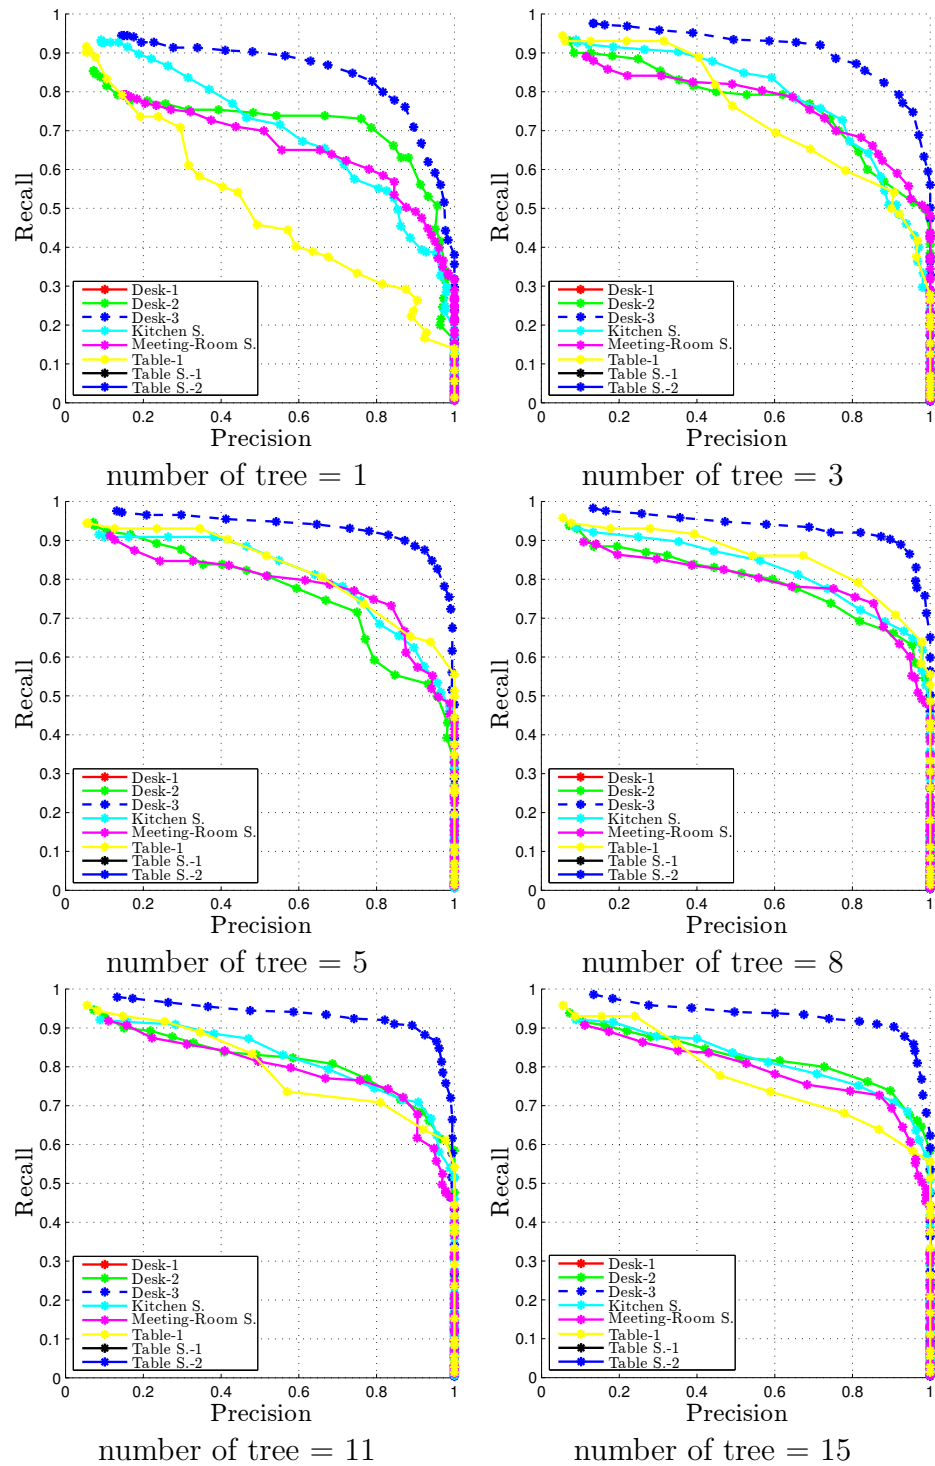 1
0.9
0.8
0.7
0.6
0.5
0.4
0.3
0.2
0.1
0
Recall
Desk-1
Desk-2
Desk-3
Kitchen S.
Meeting-Room S.
Table-1
Table S.-1
Table S.-2
0 0.2 0.4 0.6 0.8 1
Precision
number of tree = 1
1
0.9
0.8
0.7
0.6
0.5
0.4
0.3
0.2
0.1
0
Recall
Desk-1
Desk-2
Desk-3
Kitchen S.
Meeting-Room S.
Table-1
Table S.-1
Table S.-2
0 0.2 0.4 0.6 0.8 1
Precision
number of tree = 3
1
0.9
0.8
0.7
0.6
0.5
0.4
0.3
0.2
0.1
0
Recall
Desk-1
Desk-2
Desk-3
Kitchen S.
Meeting-Room S.
Table-1
Table S.-1
Table S.-2
0 0.2 0.4 0.6 0.8 1
Precision
number of tree = 5
1
0.9
0.8
0.7
0.6
0.5
0.4
0.3
0.2
0.1
0
Recall
Desk-1
Desk-2
Desk-3
Kitchen S.
Meeting-Room S.
Table-1
Table S.-1
Table S.-2
0 0.2 0.4 0.6 0.8 1
Precision
number of tree = 8
1
0.9
0.8
0.7
0.6
0.5
0.4
0.3
0.2
0.1
0
Recall
Desk-1
Desk-2
Desk-3
Kitchen S.
Meeting-Room S.
Table-1
Table S.-1
Table S.-2
0 0.2 0.4 0.6 0.8 1
Precision
number of tree = 11
1
0.9
0.8
0.7
0.6
0.5
0.4
0.3
0.2
0.1
0
Recall
Desk-1
Desk-2
Desk-3
Kitchen S.
Meeting-Room S.
Table-1
Table S.-1
Table S.-2
0 0.2 0.4 0.6 0.8 1
Precision
number of tree = 15